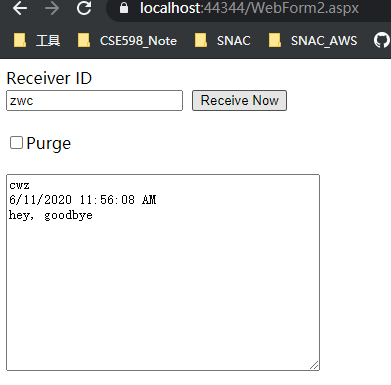 localhost:44344/WebForm2.aspx
工具 CSE598_Note SNAC SNAC_AWS
Receiver ID
zwc Receive Now
Purge
cwz
6/11/2020 11:56:08 AM
hey, goodbye